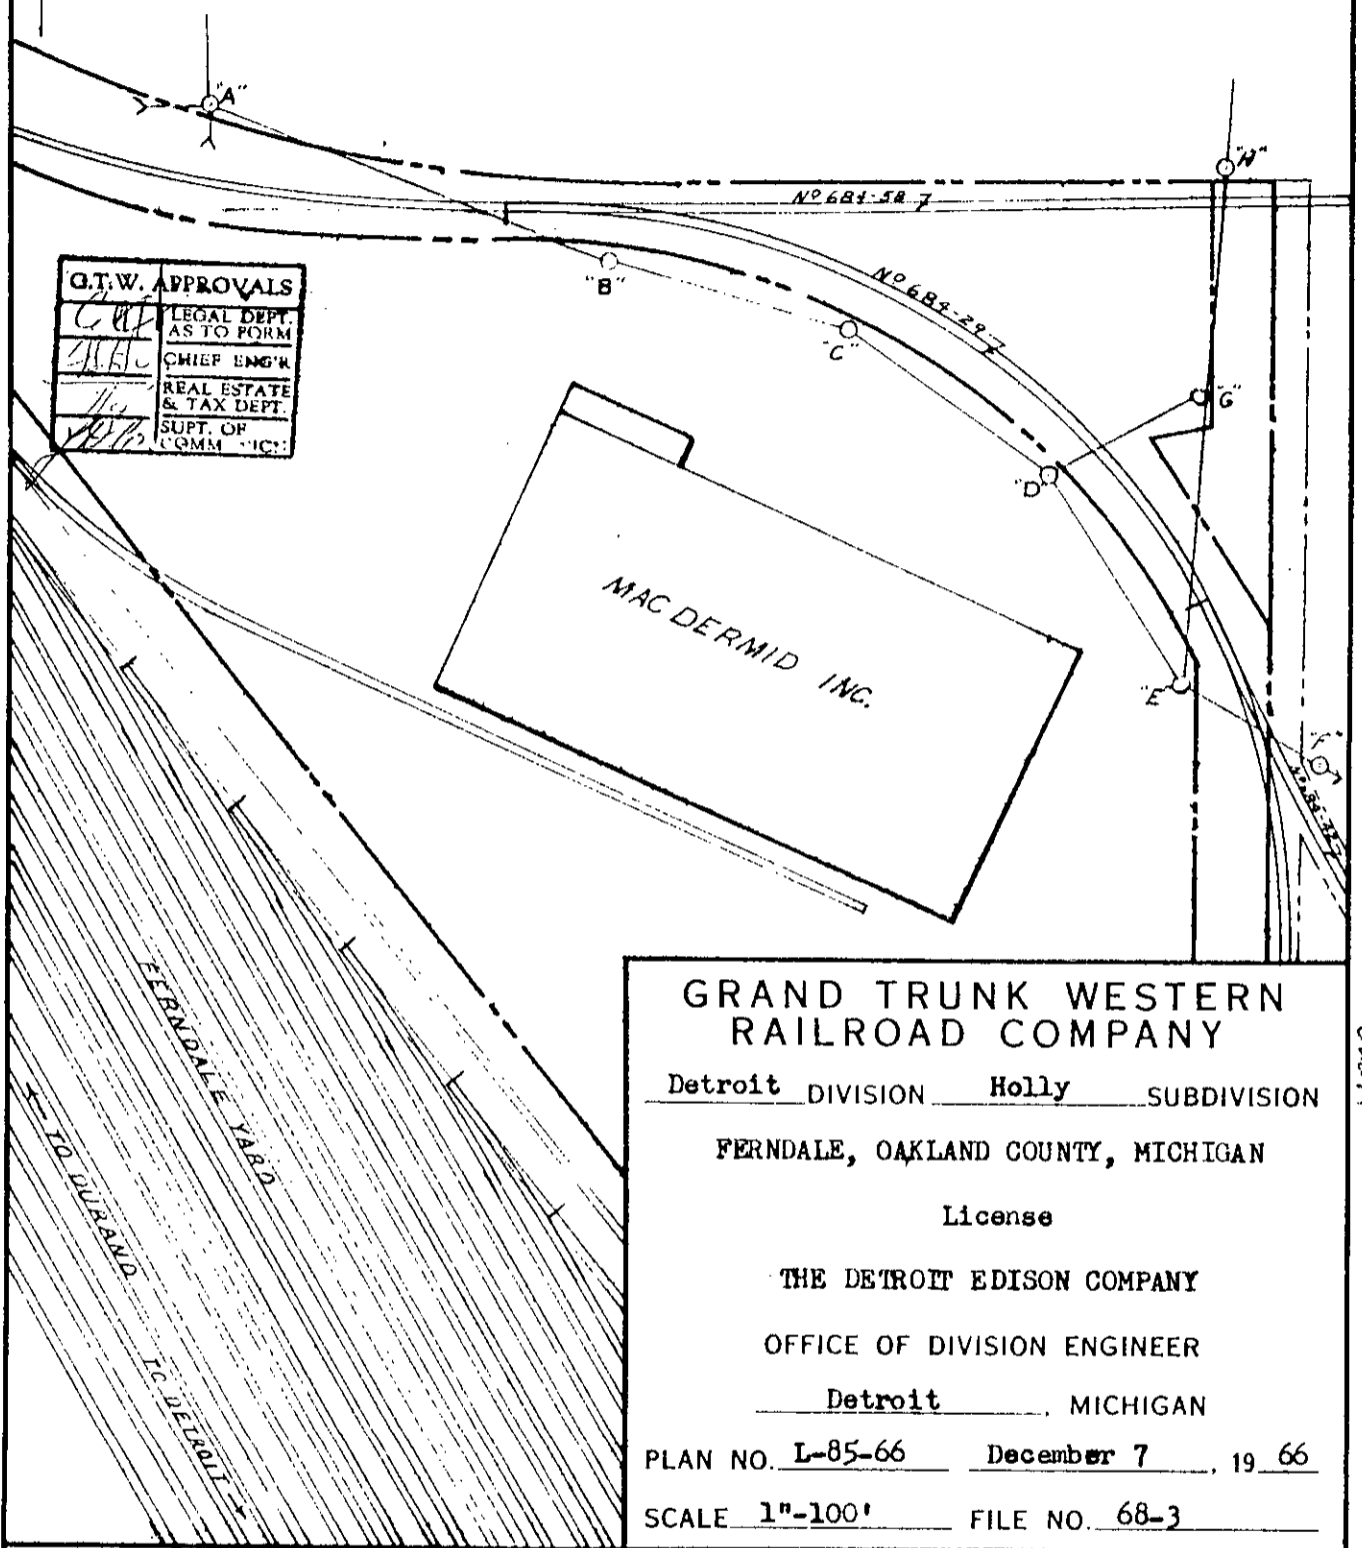 "A"
"H"
Nº 684-58-7
"B"
Nº 684-29-7
"C"
"G"
"D"
"E"
"F"
G.T.W. APPROVALS
LEGAL DEPT.
AS TO FORM
CHIEF ENG'R
REAL ESTATE
& TAX DEPT.
SUPT. OF
MAC DERMID INC.
FERNDALE YARD
TO DURAND
TO DETROIT
GRAND TRUNK WESTERN
RAILROAD COMPANY
Detroit DIVISION Holly SUBDIVISION
FERNDALE, OAKLAND COUNTY, MICHIGAN
License
THE DETROIT EDISON COMPANY
OFFICE OF DIVISION ENGINEER
Detroit, MICHIGAN
PLAN NO. L-85-66 December 7, 19 66
SCALE 1"-100' FILE NO. 68-3